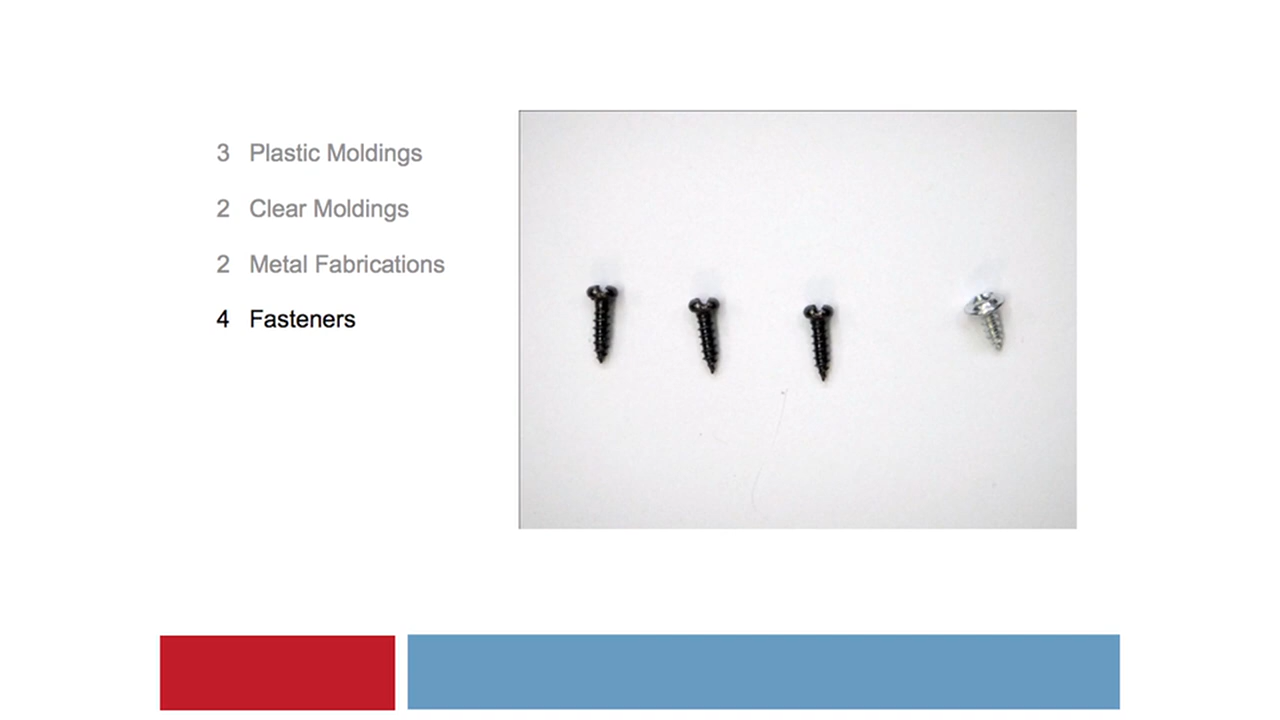 3 Plastic Moldings
2 Clear Moldings
2 Metal Fabrications
4 Fasteners